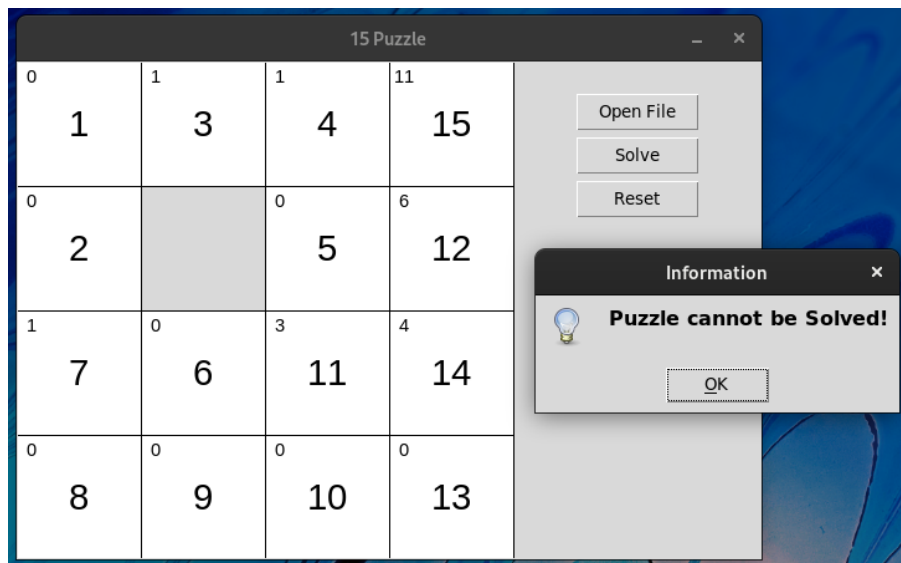 15 Puzzle
0 1 1 11
1 3 4 15
0 0 6
2 5 12
1 0 3 4
7 6 11 14
0 0 0 0
8 9 10 13
Open File
Solve
Reset
Information
Puzzle cannot be Solved!
OK